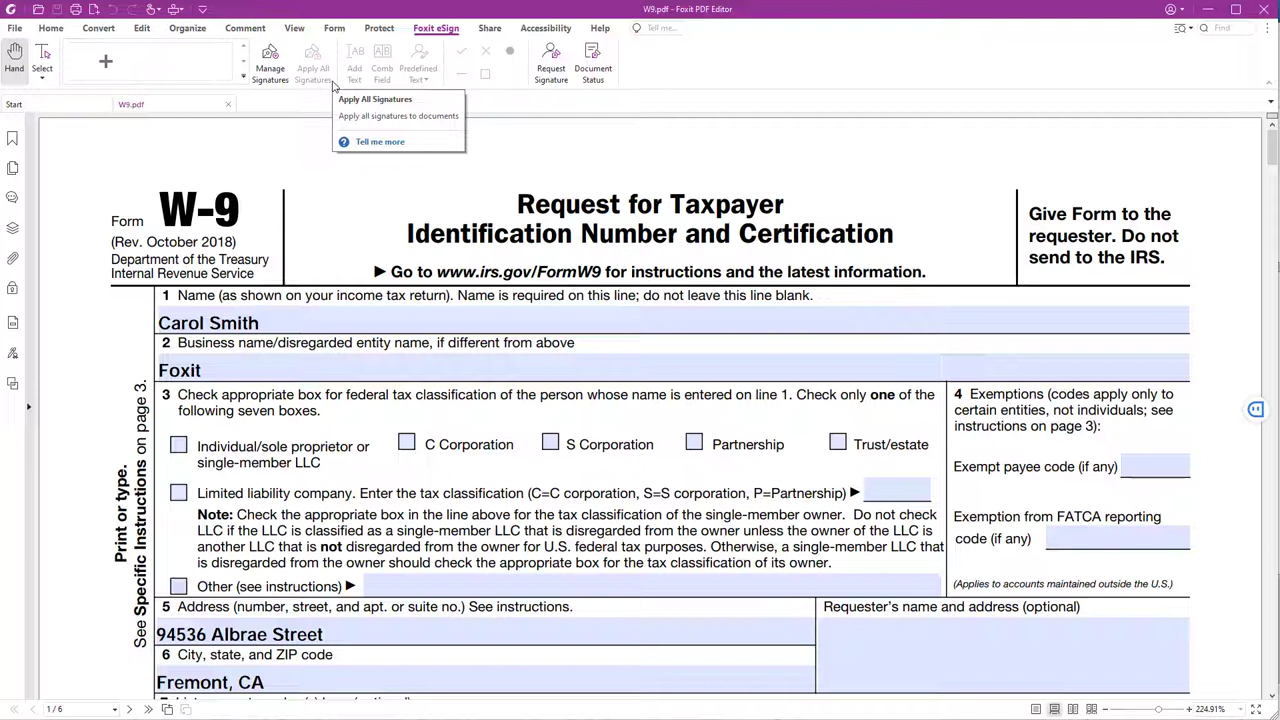 W9.pdf - Foxit PDF Editor
File Home Convert Edit Organize Comment View Form Protect Foxit eSign Share Accessibility Help Tell me... Find
Hand Select Manage Signatures Apply All Signatures Add Text Comb Field Predefined Text Request Signature Document Status
Start W9.pdf
Apply All Signatures
Apply all signatures to documents
Tell me more
Form W-9
(Rev. October 2018)
Department of the Treasury
Internal Revenue Service
Request for Taxpayer
Identification Number and Certification
▶ Go to www.irs.gov/FormW9 for instructions and the latest information.
Give Form to the
requester. Do not
send to the IRS.
Print or type.
See Specific Instructions on page 3.
1 Name (as shown on your income tax return). Name is required on this line; do not leave this line blank.
Carol Smith
2 Business name/disregarded entity name, if different from above
Foxit
3 Check appropriate box for federal tax classification of the person whose name is entered on line 1. Check only one of the
following seven boxes.
Individual/sole proprietor or
single-member LLC
C Corporation
S Corporation
Partnership
Trust/estate
Limited liability company. Enter the tax classification (C=C corporation, S=S corporation, P=Partnership) ▶
Note: Check the appropriate box in the line above for the tax classification of the single-member owner. Do not check
LLC if the LLC is classified as a single-member LLC that is disregarded from the owner unless the owner of the LLC is
another LLC that is not disregarded from the owner for U.S. federal tax purposes. Otherwise, a single-member LLC that
is disregarded from the owner should check the appropriate box for the tax classification of its owner.
Other (see instructions) ▶
4 Exemptions (codes apply only to
certain entities, not individuals; see
instructions on page 3):
Exempt payee code (if any)
Exemption from FATCA reporting
code (if any)
(Applies to accounts maintained outside the U.S.)
5 Address (number, street, and apt. or suite no.) See instructions.
94536 Albrae Street
6 City, state, and ZIP code
Fremont, CA
Requester's name and address (optional)
1 / 6
224.91%